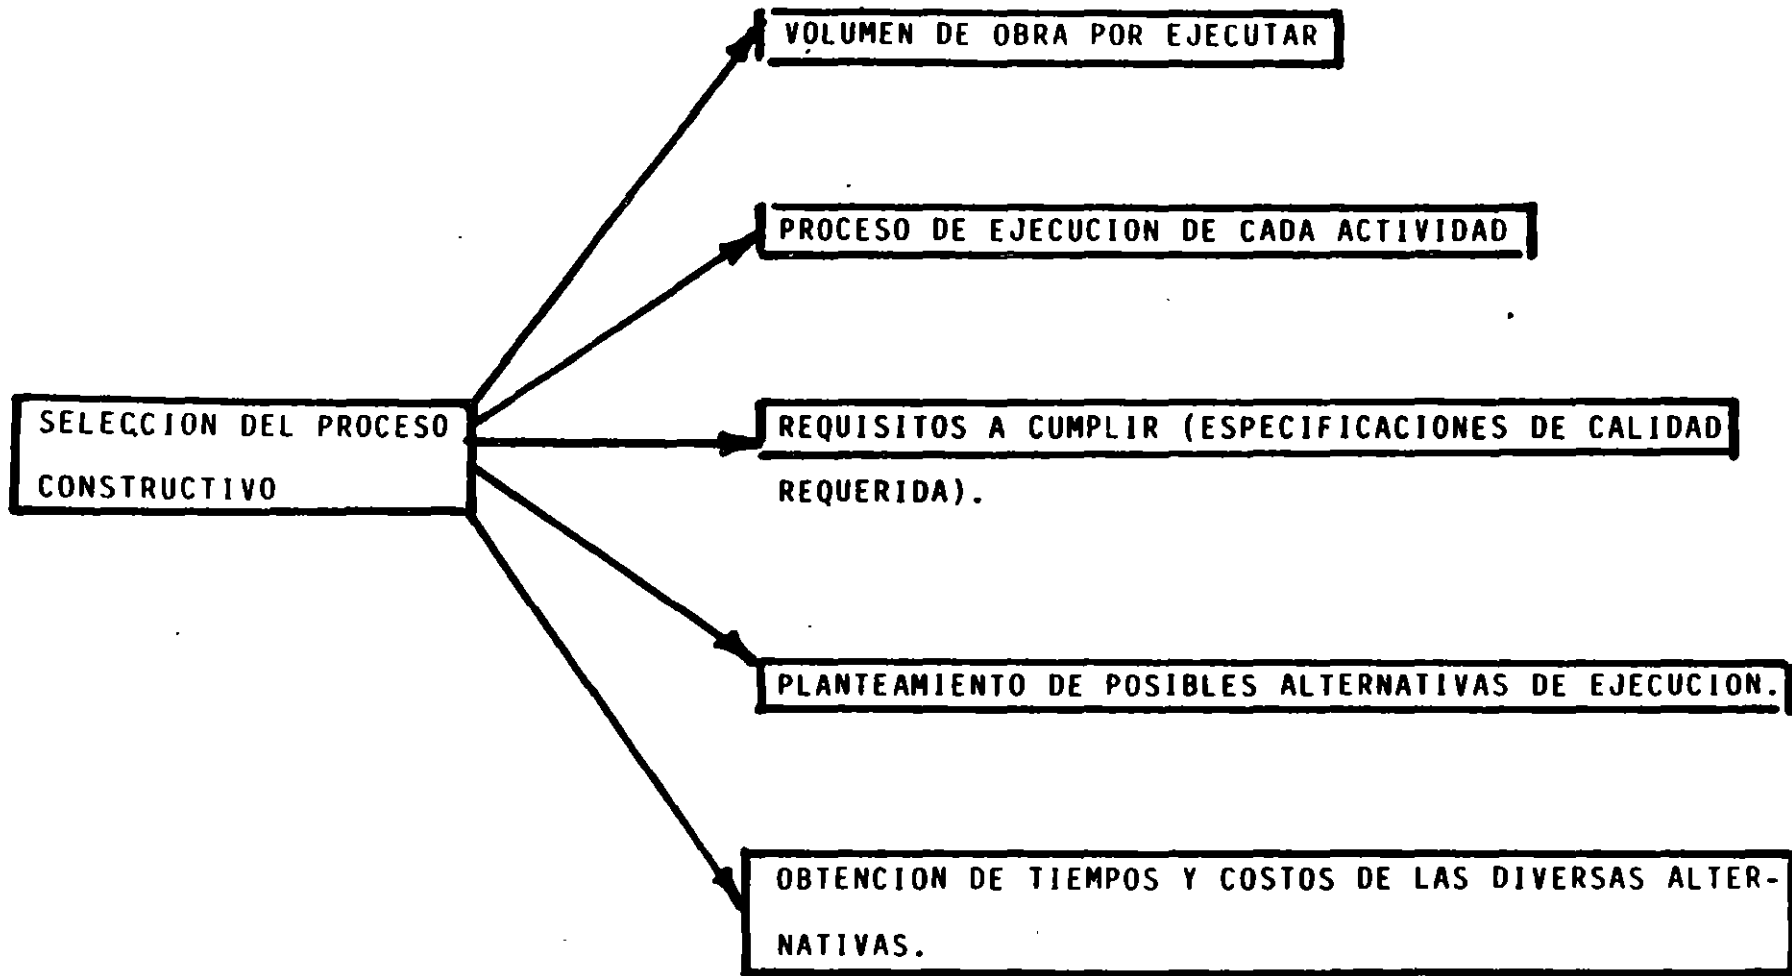 VOLUMEN DE OBRA POR EJECUTAR
PROCESO DE EJECUCION DE CADA ACTIVIDAD
SELECCION DEL PROCESO
CONSTRUCTIVO
REQUISITOS A CUMPLIR (ESPECIFICACIONES DE CALIDAD
REQUERIDA).
PLANTEAMIENTO DE POSIBLES ALTERNATIVAS DE EJECUCION.
OBTENCION DE TIEMPOS Y COSTOS DE LAS DIVERSAS ALTER-
NATIVAS.